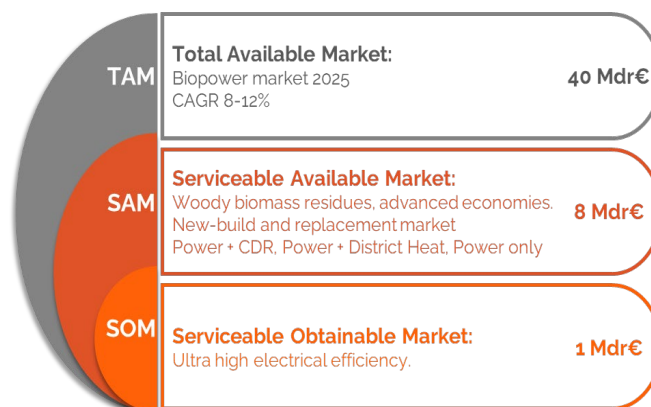 TAM
Total Available Market:
Biopower market 2025
CAGR 8-12%
40 Mdr€
SAM
Serviceable Available Market:
Woody biomass residues, advanced economies.
New-build and replacement market
Power + CDR, Power + District Heat, Power only
8 Mdr€
SOM
Serviceable Obtainable Market:
Ultra high electrical efficiency.
1 Mdr€